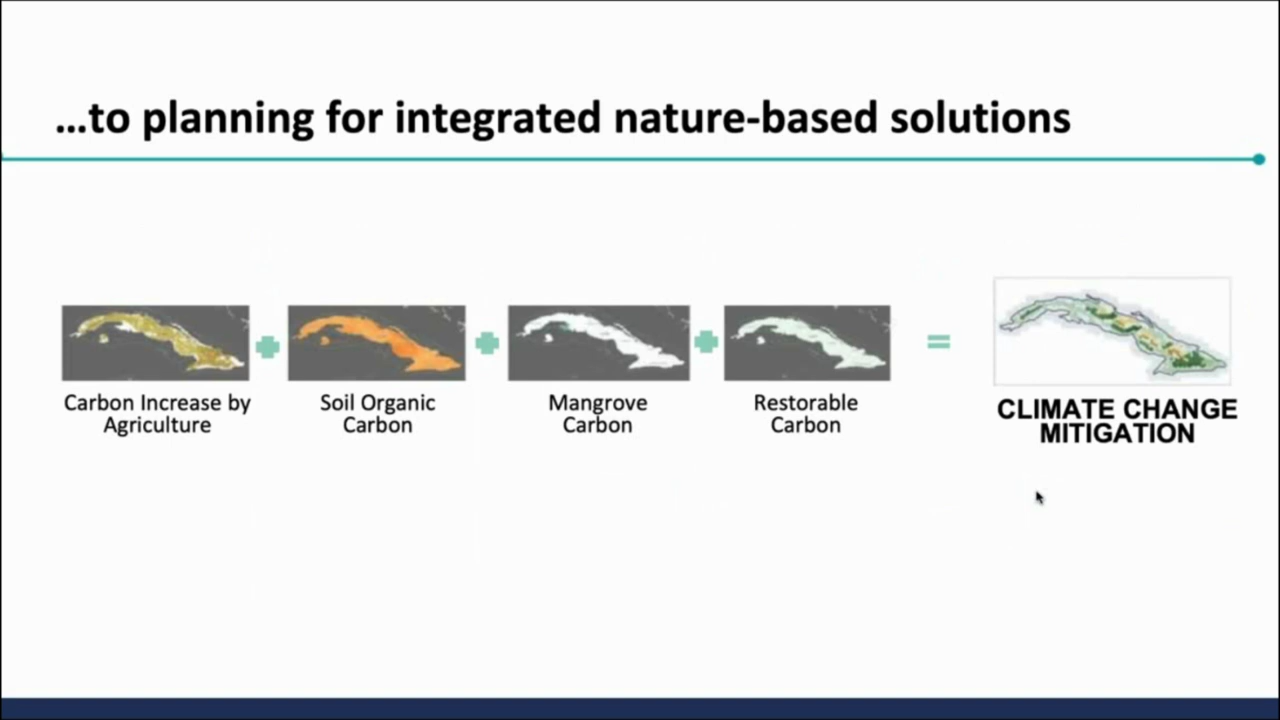 ...to planning for integrated nature-based solutions
Carbon Increase by
Agriculture
Soil Organic
Carbon
Mangrove
Carbon
Restorable
Carbon
=
CLIMATE CHANGE
MITIGATION